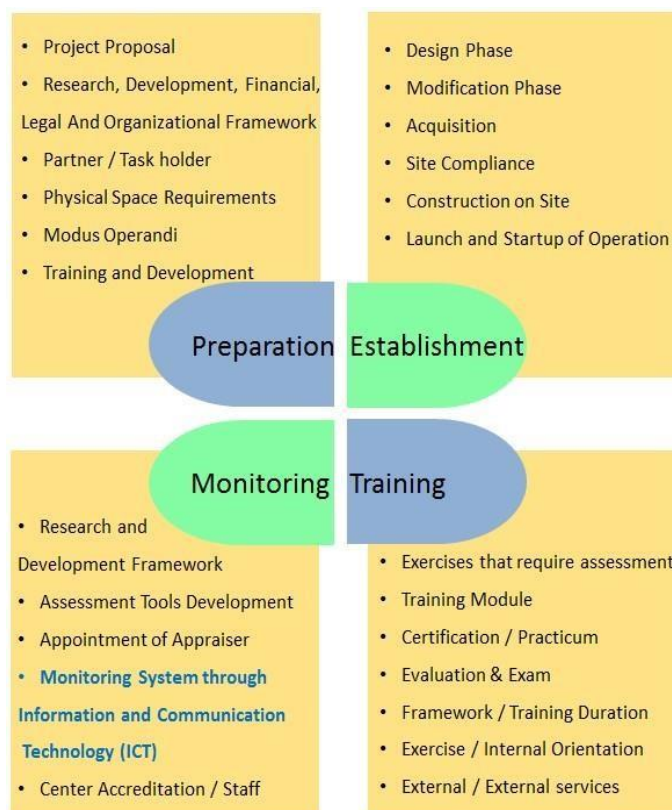 • Project Proposal
• Research, Development, Financial,
Legal And Organizational Framework
• Partner / Task holder
• Physical Space Requirements
• Modus Operandi
• Training and Development
• Design Phase
• Modification Phase
• Acquisition
• Site Compliance
• Construction on Site
• Launch and Startup of Operation
Preparation
Establishment
Monitoring
Training
• Research and
Development Framework
• Assessment Tools Development
• Appointment of Appraiser
• Monitoring System through
Information and Communication
Technology (ICT)
• Center Accreditation / Staff
• Exercises that require assessment
• Training Module
• Certification / Practicum
• Evaluation & Exam
• Framework / Training Duration
• Exercise / Internal Orientation
• External / External services